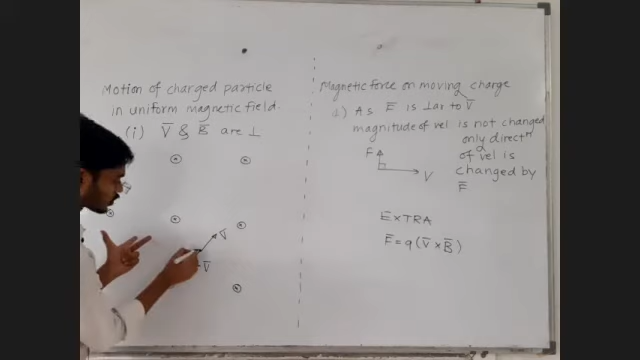 Motion of charged particle
in uniform magnetic field.
(i) V̅ & B̅ are ⊥
V̅
V̅
Magnetic force on moving charge
1) As F̅ is ⊥ar to V̅
magnitude of vel is not changed
only directⁿ
of vel is
changed by
F̅
F
V
EXTRA
F̅ = q (V̅ × B̅)